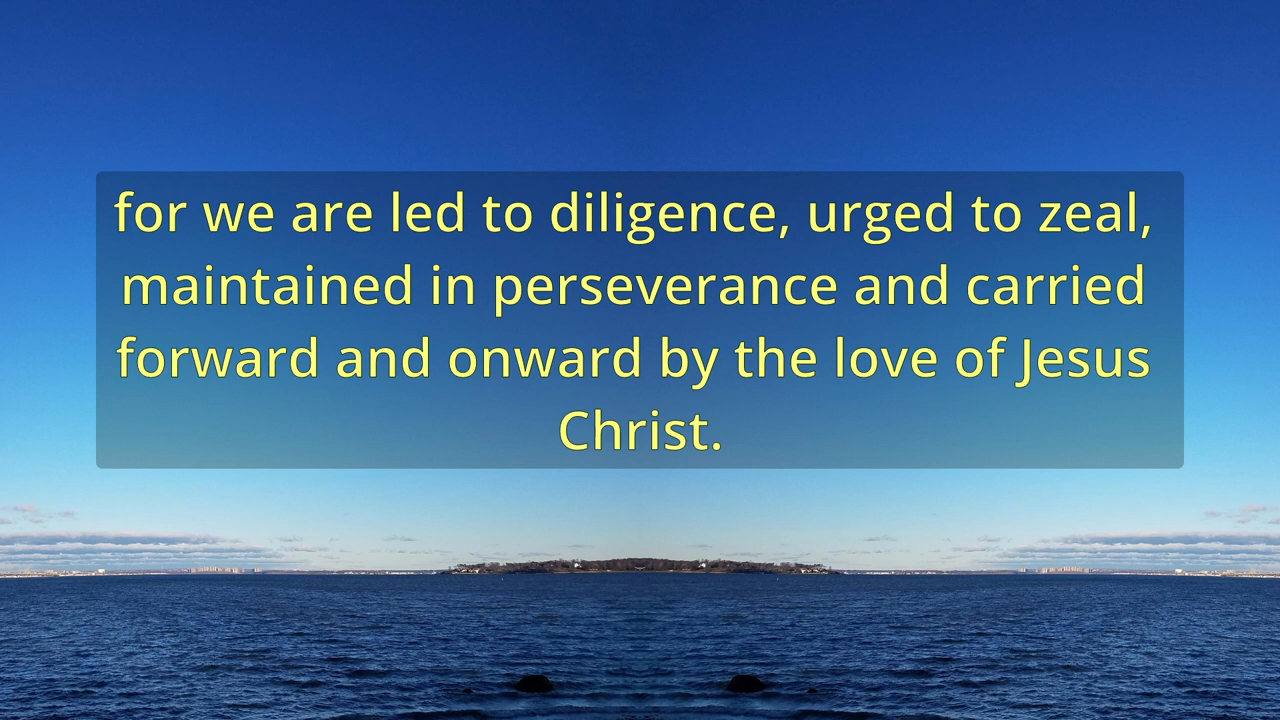 for we are led to diligence, urged to zeal,
maintained in perseverance and carried
forward and onward by the love of Jesus
Christ.